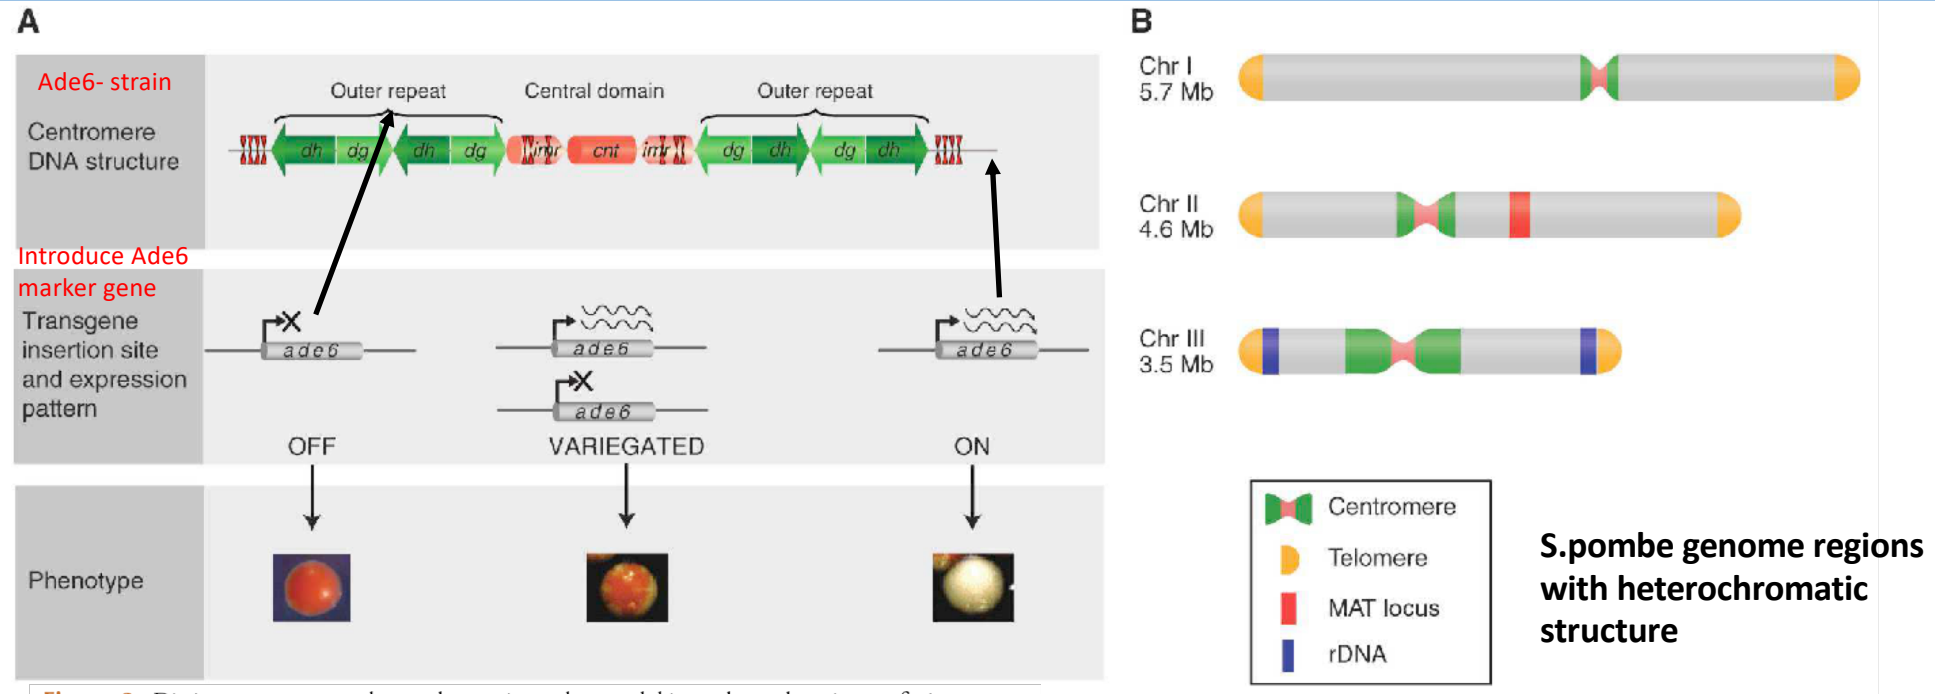 A
Ade6- strain
Centromere
DNA structure
Outer repeat
Central domain
Outer repeat
dh dg dh dg imr cnt imr dg dh dg dh
Introduce Ade6
marker gene
Transgene
insertion site
and expression
pattern
ade6
ade6
ade6
ade6
OFF
VARIEGATED
ON
Phenotype
B
Chr I
5.7 Mb
Chr II
4.6 Mb
Chr III
3.5 Mb
Centromere
Telomere
MAT locus
rDNA
S.pombe genome regions
with heterochromatic
structure